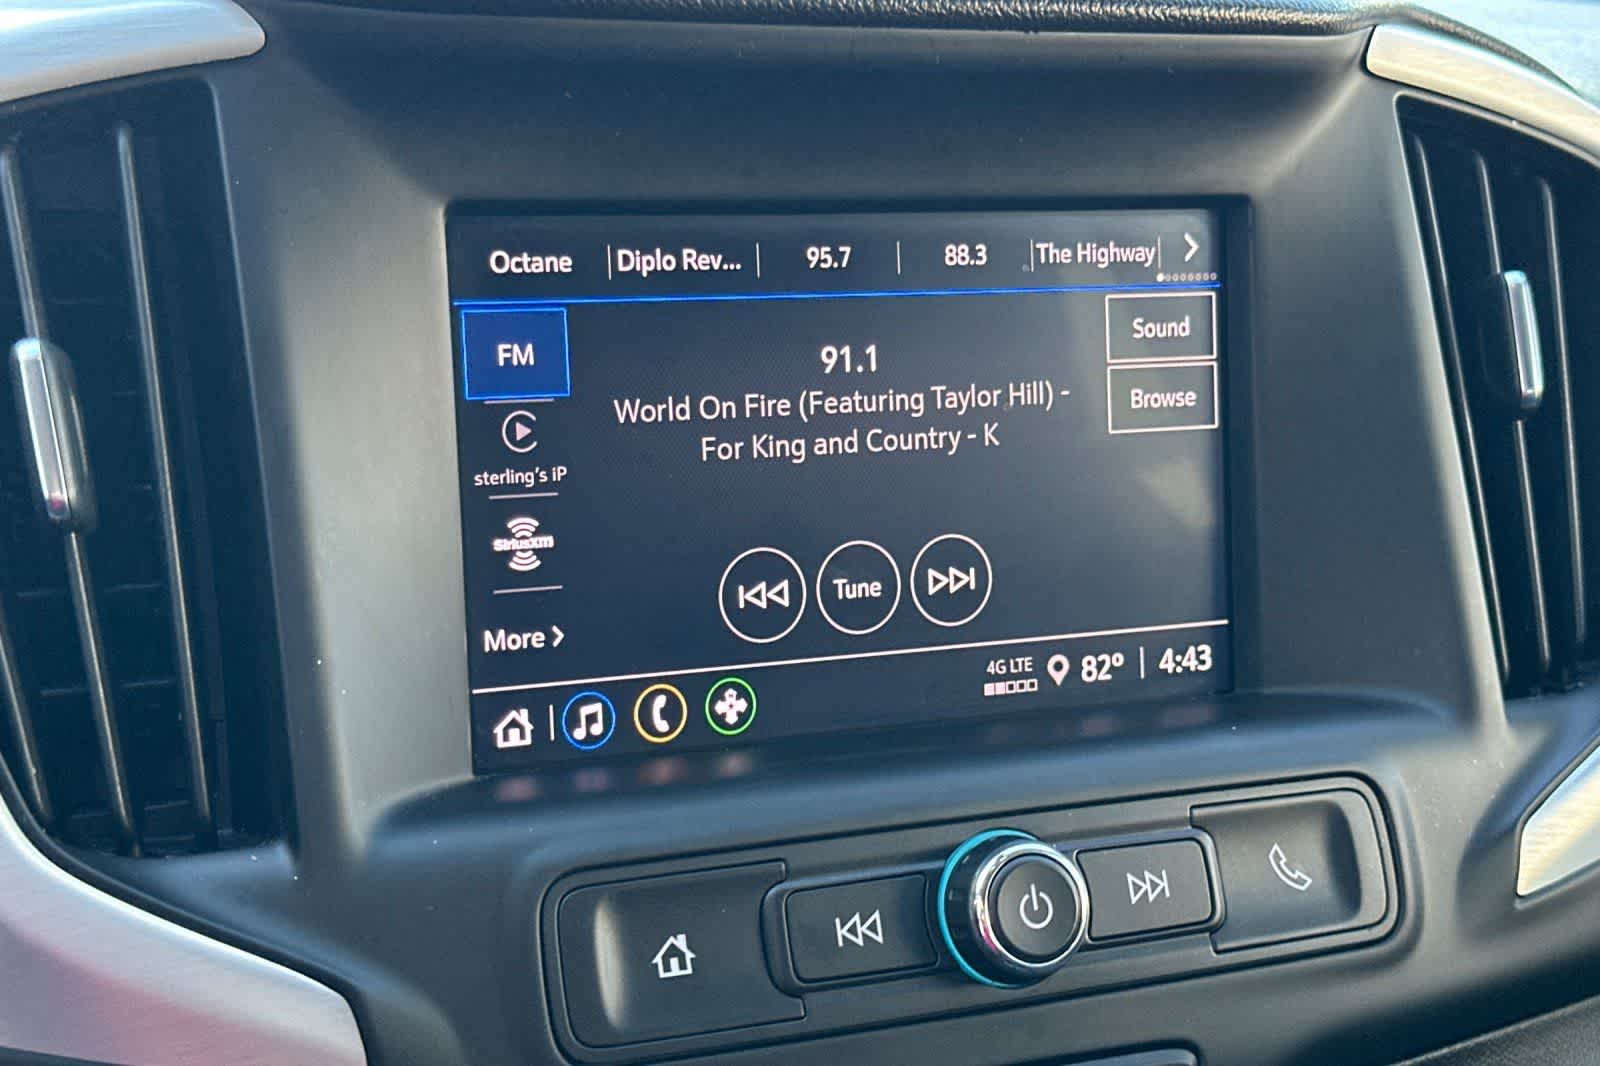 Octane | Diplo Rev... | 95.7 | 88.3 | The Highway |
FM
91.1
World On Fire (Featuring Taylor Hill) -
For King and Country - K
Sound
Browse
sterling's iP
SiriusXM
Tune
More
4G LTE
82° | 4:43